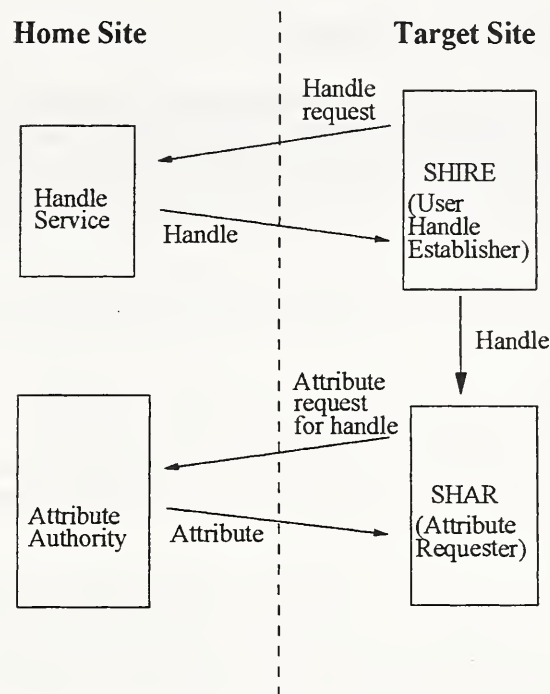 Home Site
Target Site
Handle
request
SHIRE
(User
Handle
Establisher)
Handle
Service
Handle
Handle
Attribute
request
for handle
SHAR
(Attribute
Requester)
Attribute
Authority
Attribute